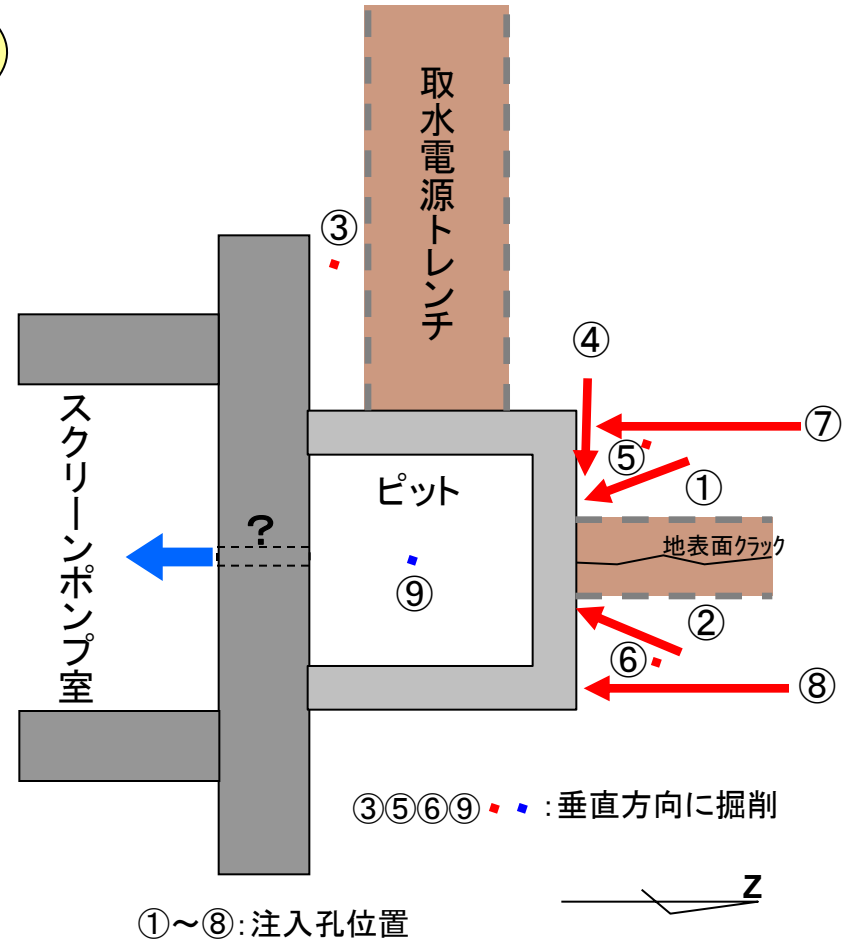 取水電源トレンチ
③
④
⑦
⑤
①
スクリーンポンプ室
ピット
?
地表面クラック
⑨
②
⑥
⑧
③⑤⑥⑨ :垂直方向に掘削
Z
①~⑧:注入孔位置